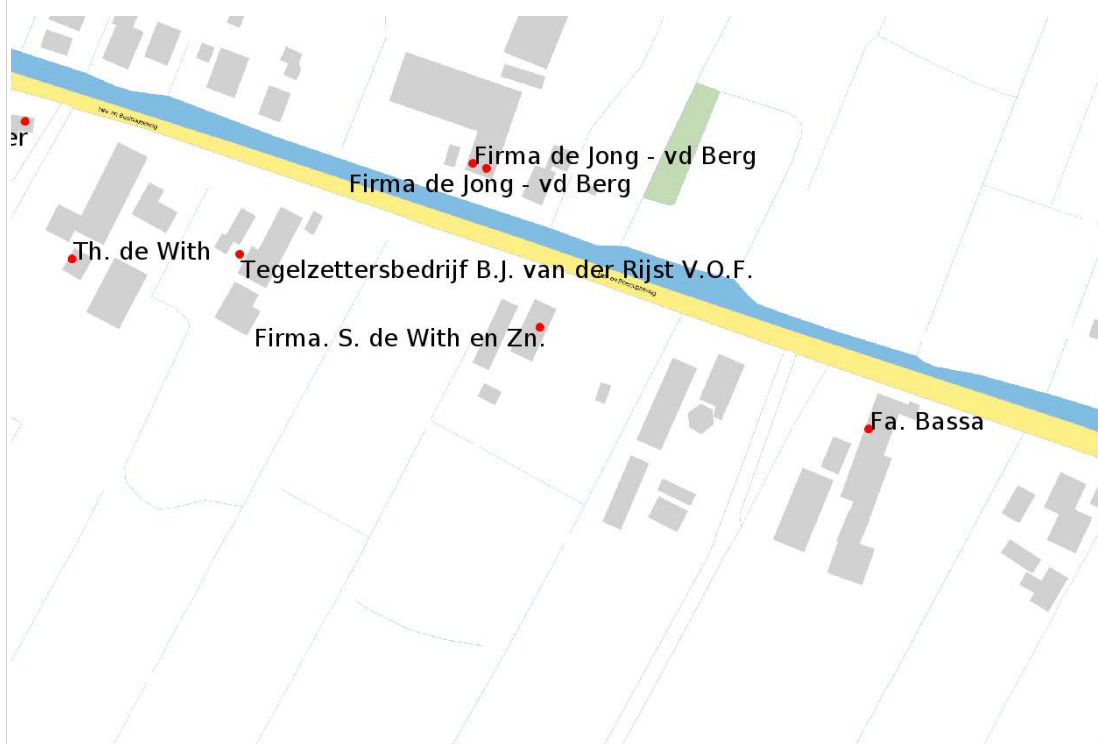 er
Firma de Jong - vd Berg
Firma de Jong - vd Berg
Th. de With
Tegelzettersbedrijf B.J. van der Rijst V.O.F.
Firma. S. de With en Zn.
Fa. Bassa